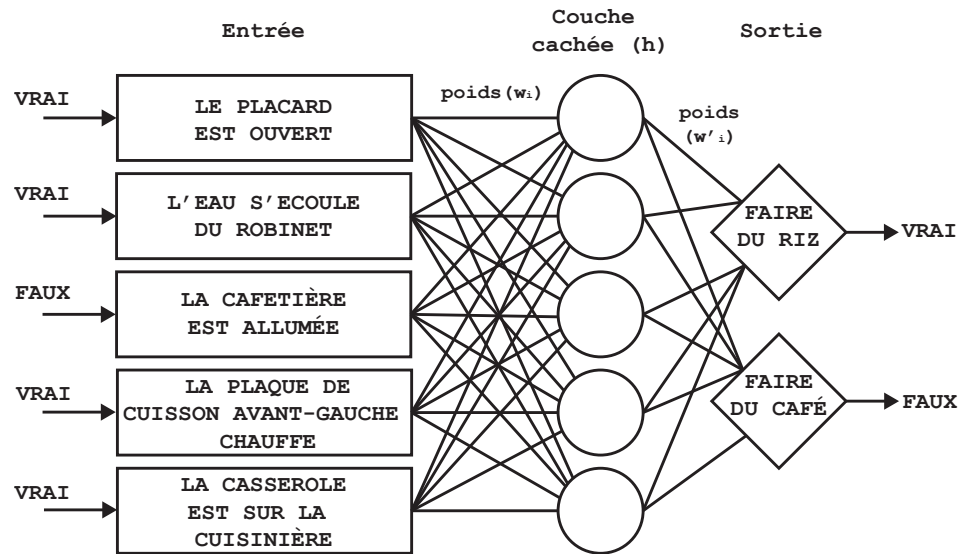 Entrée
Couche
cachée (h)
Sortie
VRAI
LE PLACARD
EST OUVERT
poids(wi)
poids
(w'i)
VRAI
L'EAU S'ECOULE
DU ROBINET
FAIRE
DU RIZ
VRAI
FAUX
LA CAFETIÈRE
EST ALLUMÉE
VRAI
LA PLAQUE DE
CUISSON AVANT-GAUCHE
CHAUFFE
FAIRE
DU CAFÉ
FAUX
VRAI
LA CASSEROLE
EST SUR LA
CUISINIÈRE